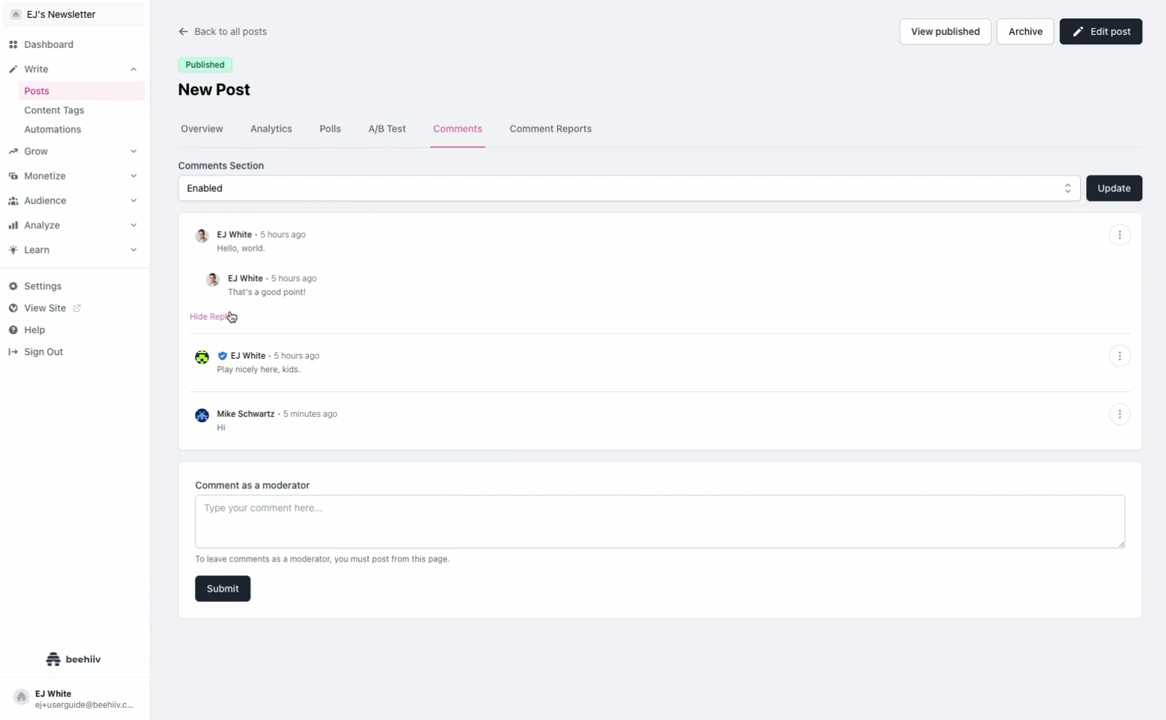 EJ's Newsletter
Dashboard
Write
Posts
Content Tags
Automations
Grow
Monetize
Audience
Analyze
Learn
Settings
View Site
Help
Sign Out
beehiiv
EJ White
ej+userguide@beehiiv.c...
Back to all posts
View published
Archive
Edit post
Published
New Post
Overview
Analytics
Polls
A/B Test
Comments
Comment Reports
Comments Section
Enabled
Update
EJ White · 5 hours ago
Hello, world.
EJ White · 5 hours ago
That's a good point!
Hide
EJ White · 5 hours ago
Play nicely here, kids.
Mike Schwartz · 5 minutes ago
Hi
Comment as a moderator
Type your comment here...
To leave comments as a moderator, you must post from this page.
Submit